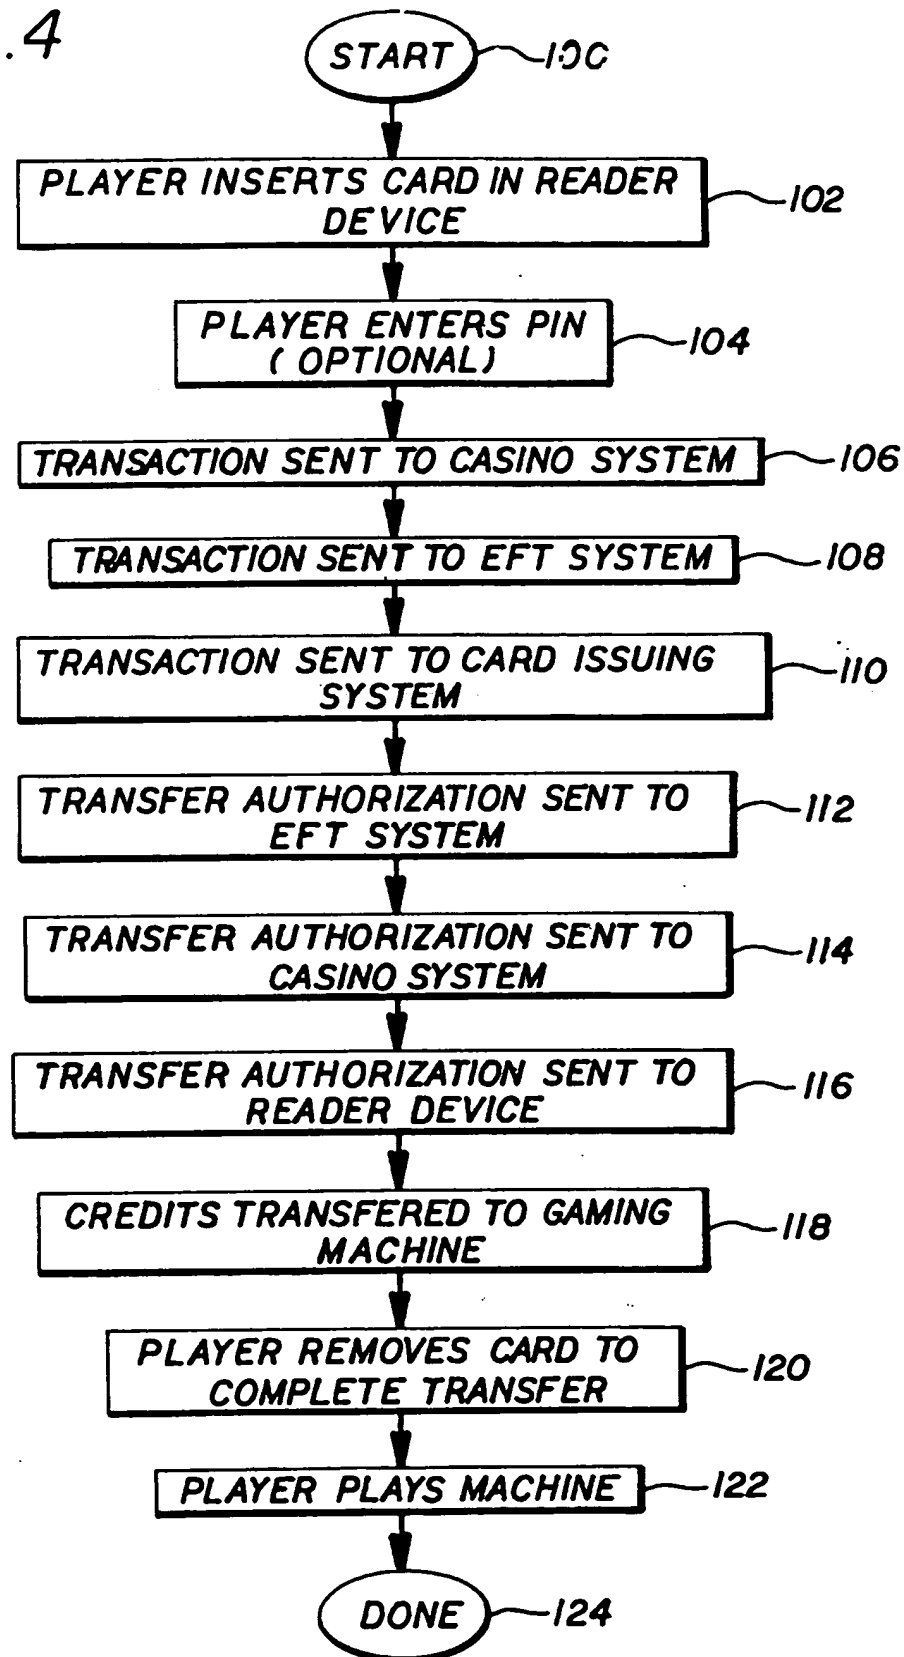 .4
START 100
PLAYER INSERTS CARD IN READER
DEVICE
102
PLAYER ENTERS PIN
(OPTIONAL)
104
TRANSACTION SENT TO CASINO SYSTEM 106
TRANSACTION SENT TO EFT SYSTEM 108
TRANSACTION SENT TO CARD ISSUING
SYSTEM
110
TRANSFER AUTHORIZATION SENT TO
EFT SYSTEM
112
TRANSFER AUTHORIZATION SENT TO
CASINO SYSTEM
114
TRANSFER AUTHORIZATION SENT TO
READER DEVICE
116
CREDITS TRANSFERED TO GAMING
MACHINE
118
PLAYER REMOVES CARD TO
COMPLETE TRANSFER
120
PLAYER PLAYS MACHINE 122
DONE 124